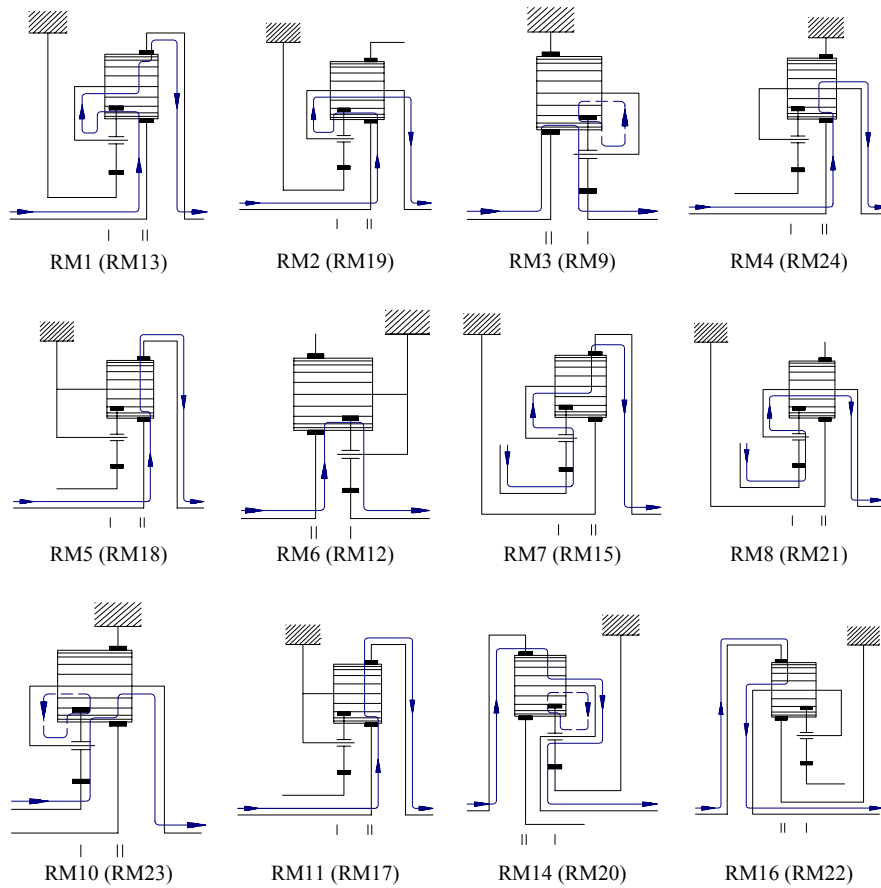 I II
RM1 (RM13)
I II
RM2 (RM19)
II I
RM3 (RM9)
I II
RM4 (RM24)
I II
RM5 (RM18)
II I
RM6 (RM12)
I II
RM7 (RM15)
I II
RM8 (RM21)
I II
RM10 (RM23)
I II
RM11 (RM17)
II I
RM14 (RM20)
II I
RM16 (RM22)